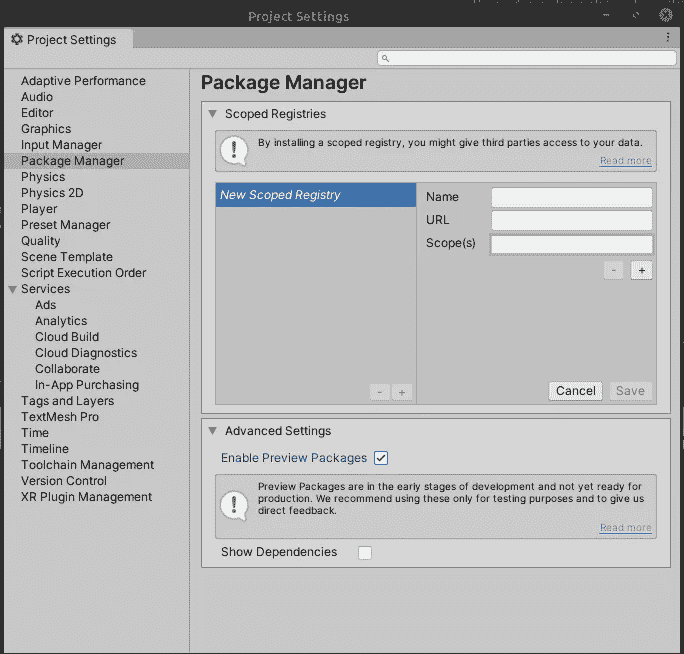 Project Settings
Project Settings
Adaptive Performance
Audio
Editor
Graphics
Input Manager
Package Manager
Physics
Physics 2D
Player
Preset Manager
Quality
Scene Template
Script Execution Order
Services
Ads
Analytics
Cloud Build
Cloud Diagnostics
Collaborate
In-App Purchasing
Tags and Layers
TextMesh Pro
Time
Timeline
Toolchain Management
Version Control
XR Plugin Management
Package Manager
Scoped Registries
By installing a scoped registry, you might give third parties access to your data.
Read more
New Scoped Registry
Name
URL
Scope(s)
- +
- +
Cancel Save
Advanced Settings
Enable Preview Packages
Preview Packages are in the early stages of development and not yet ready for
production. We recommend using these only for testing purposes and to give us
direct feedback.
Read more
Show Dependencies